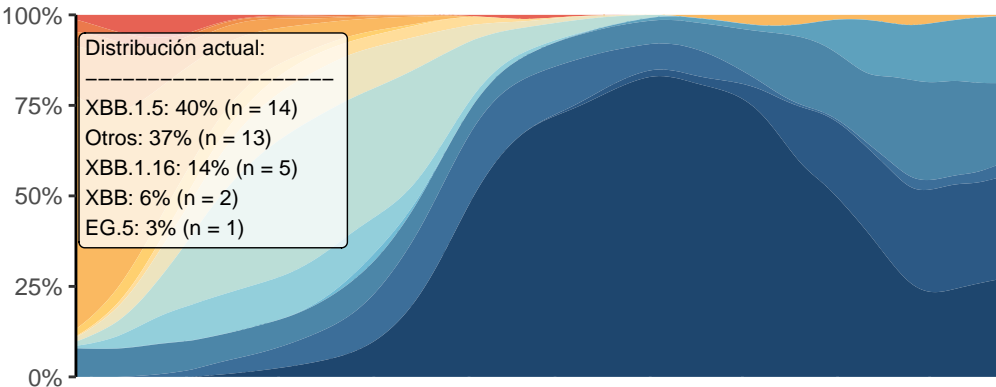 100%
75%
50%
25%
0%
Distribución actual:
--------------------
XBB.1.5: 40% (n = 14)
Otros: 37% (n = 13)
XBB.1.16: 14% (n = 5)
XBB: 6% (n = 2)
EG.5: 3% (n = 1)